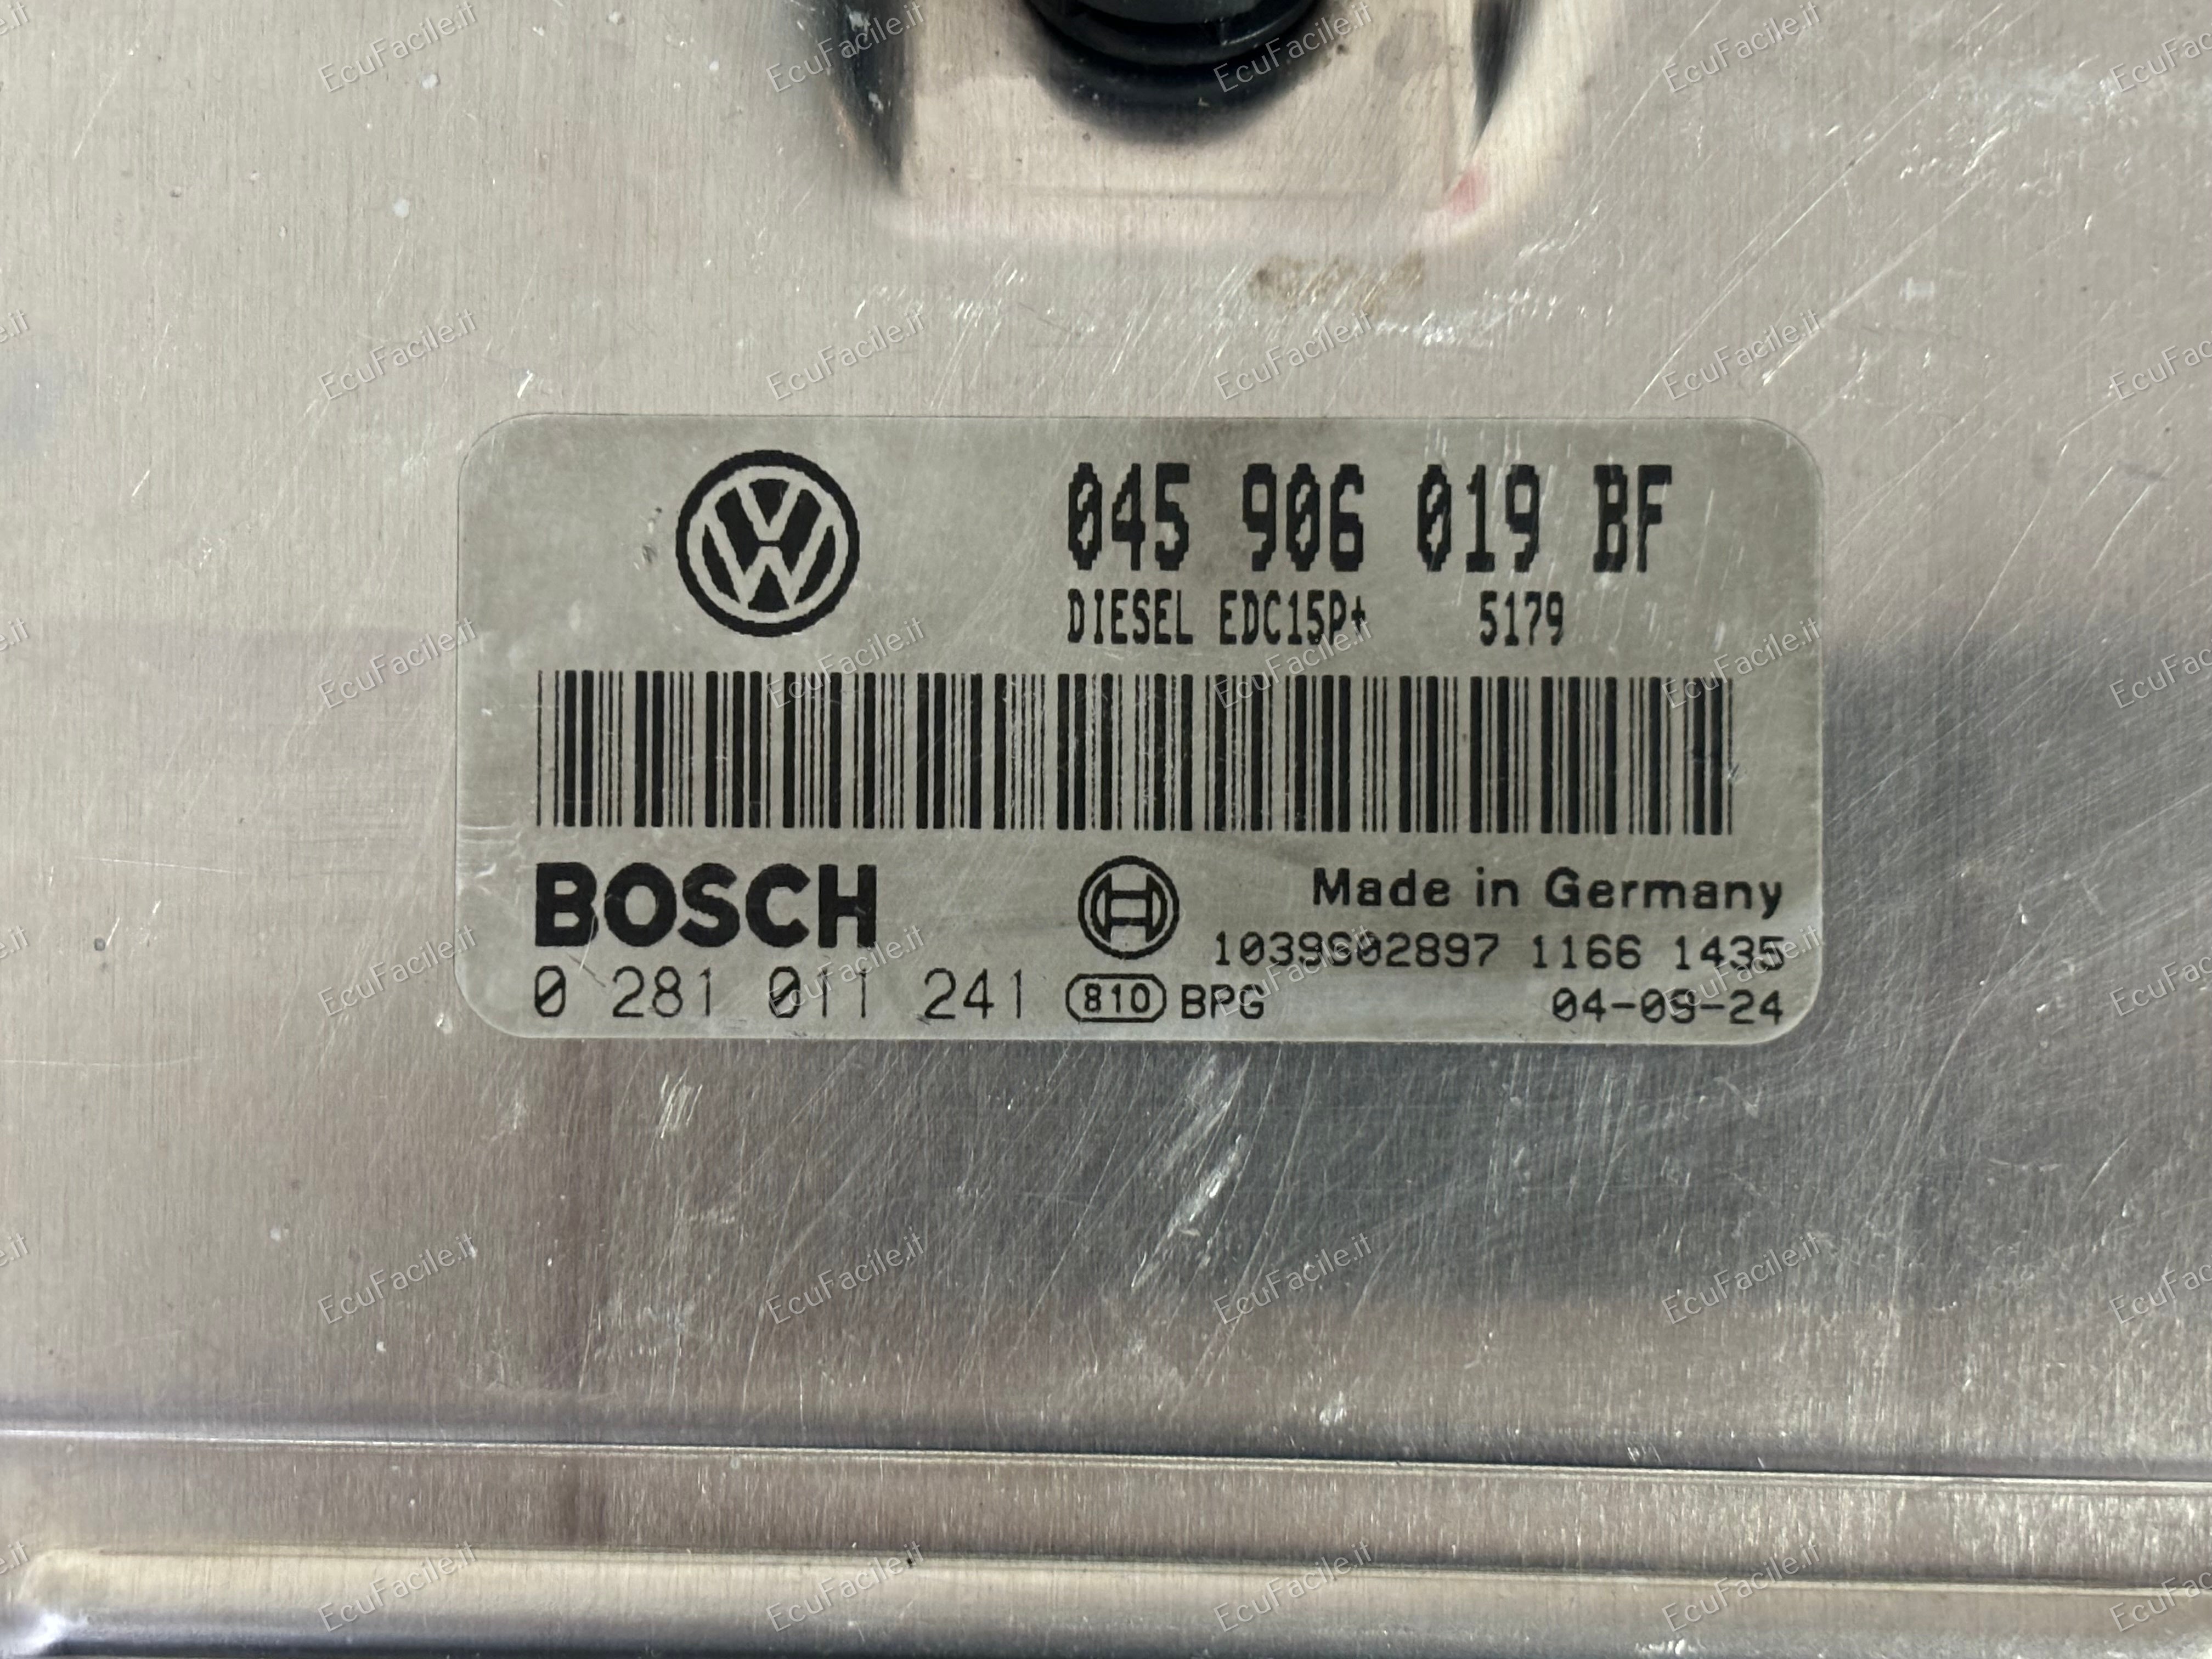 045 906 019 BF
DIESEL EDC15P+ 5179
BOSCH
Made in Germany
1039S02897 1166 1435
0 281 011 241 810 BPG 04-09-24
EcuFacile.it